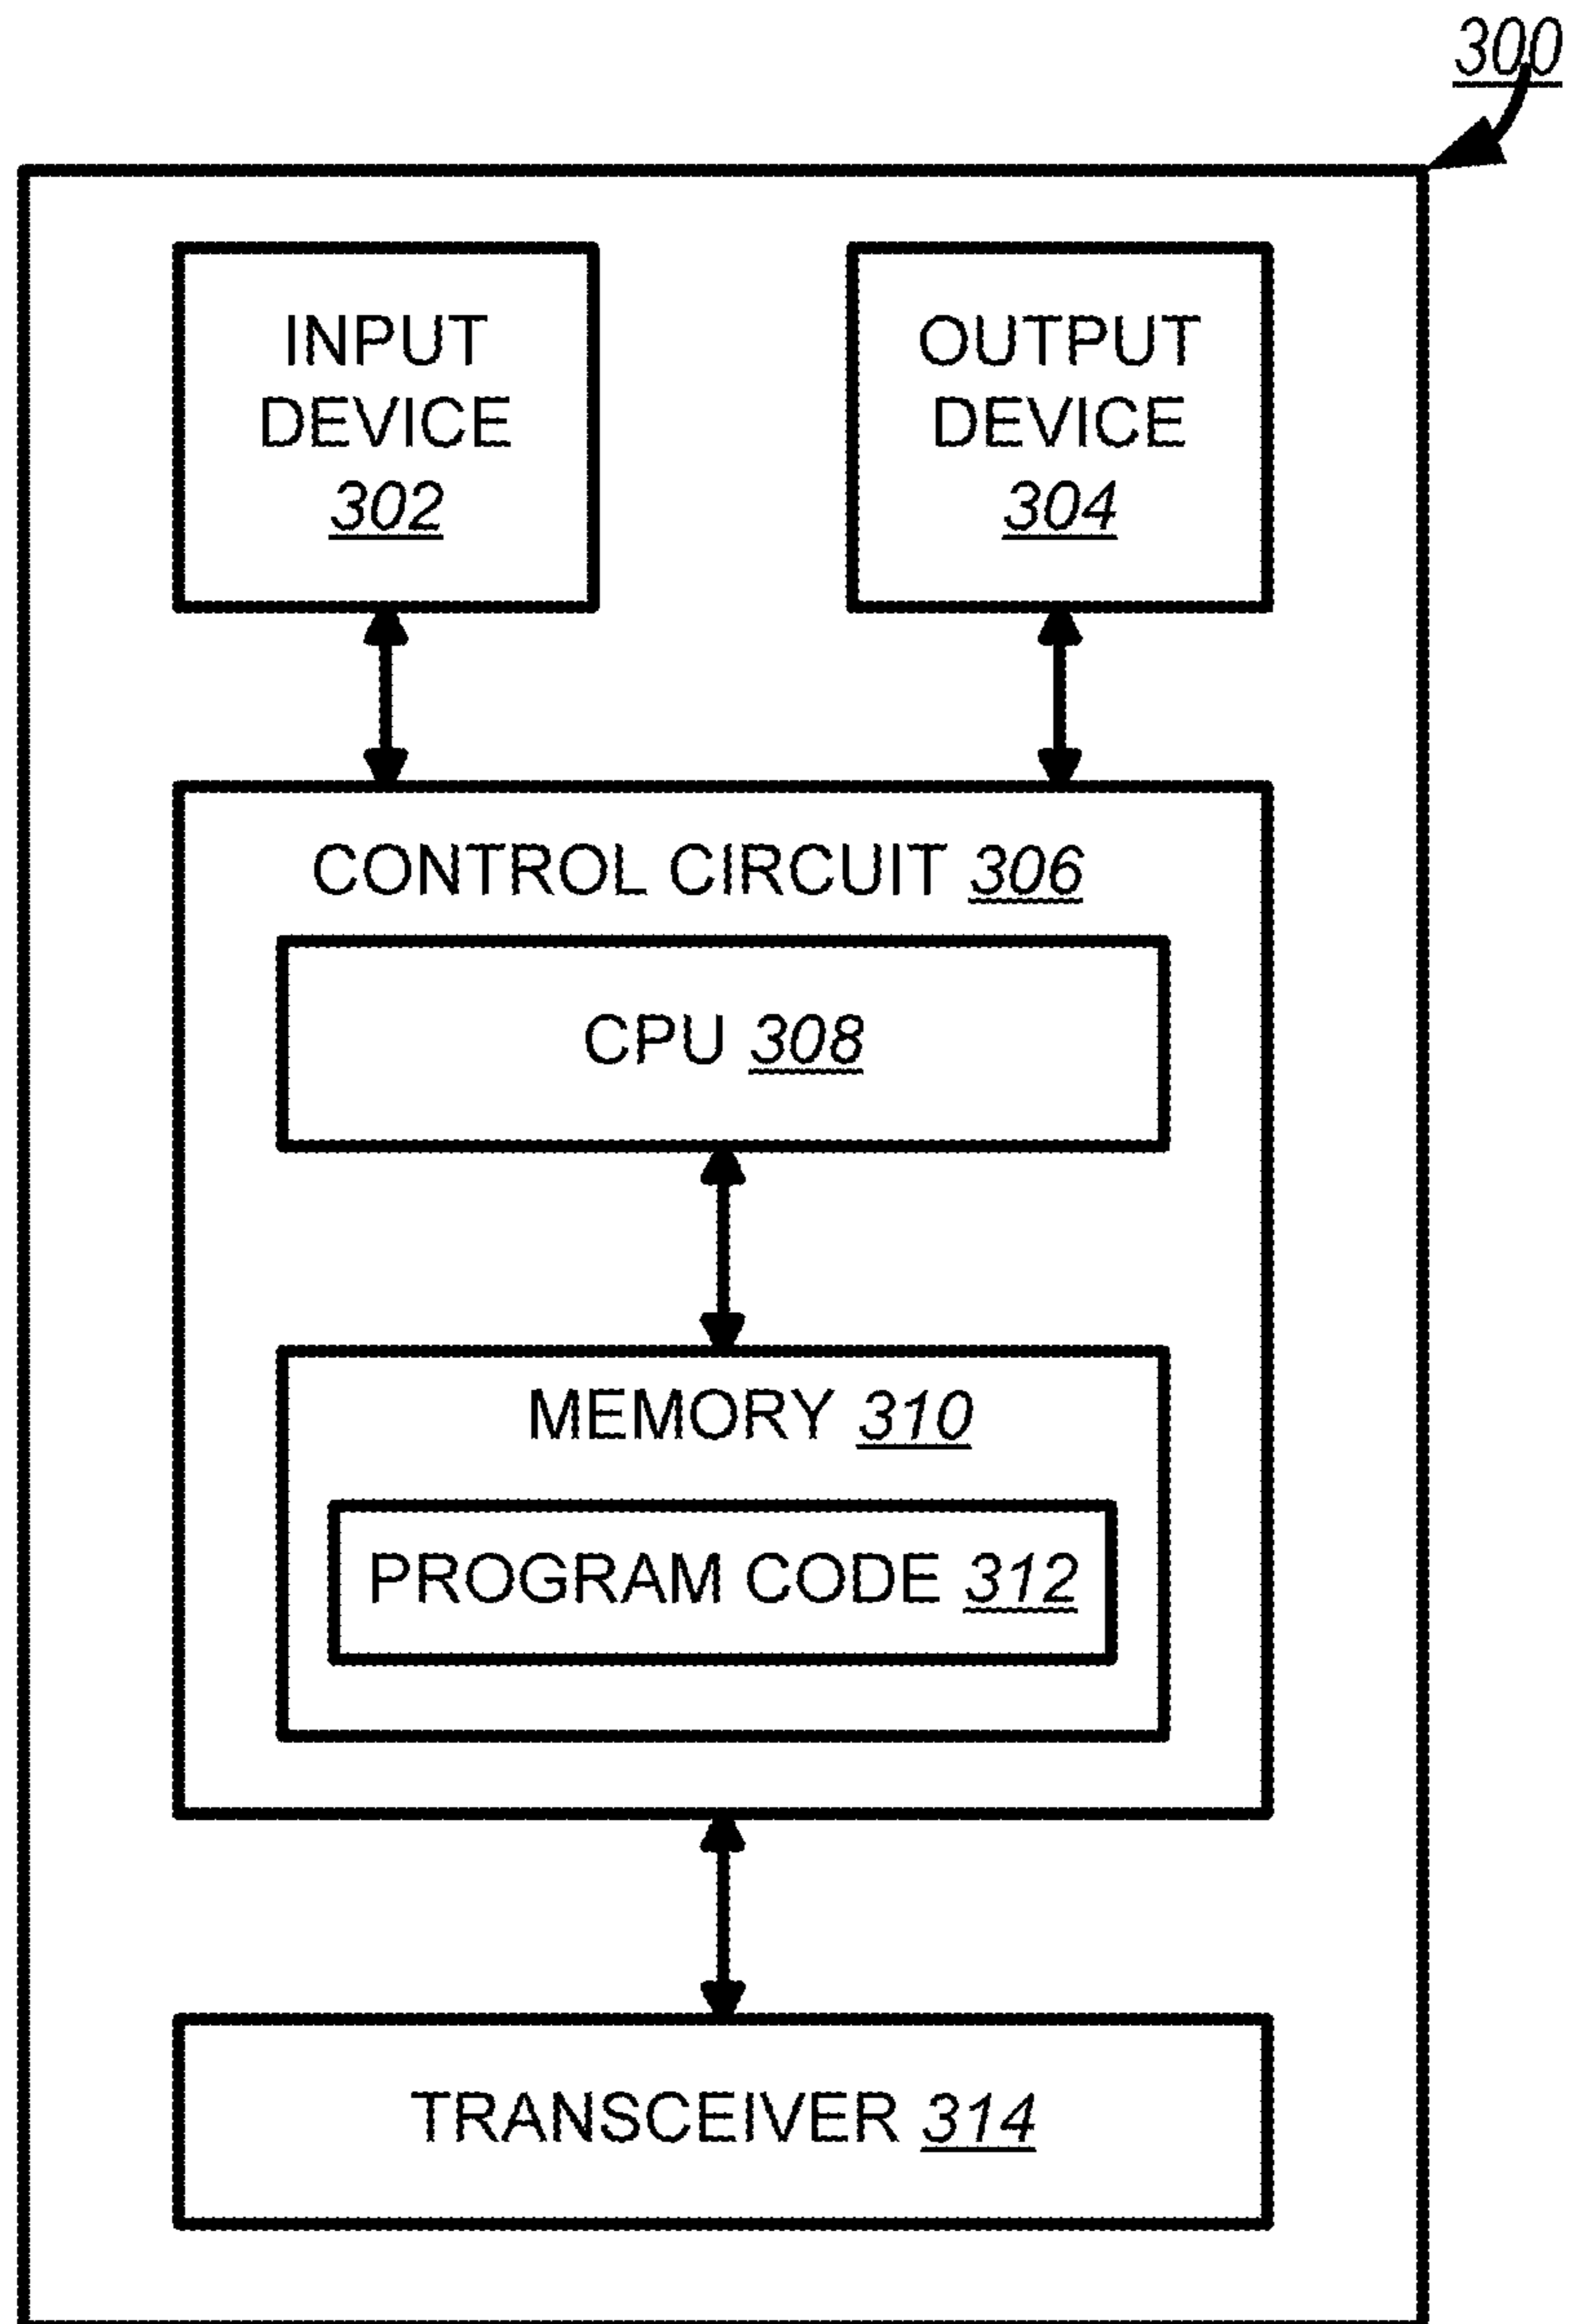 300
INPUT
DEVICE
302
OUTPUT
DEVICE
304
CONTROL CIRCUIT 306
CPU 308
MEMORY 310
PROGRAM CODE 312
TRANSCEIVER 314